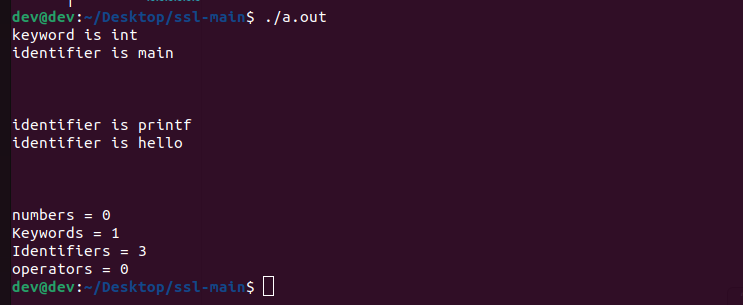 dev@dev:~/Desktop/ssl-main$ ./a.out
keyword is int
identifier is main
identifier is printf
identifier is hello
numbers = 0
Keywords = 1
Identifiers = 3
operators = 0
dev@dev:~/Desktop/ssl-main$